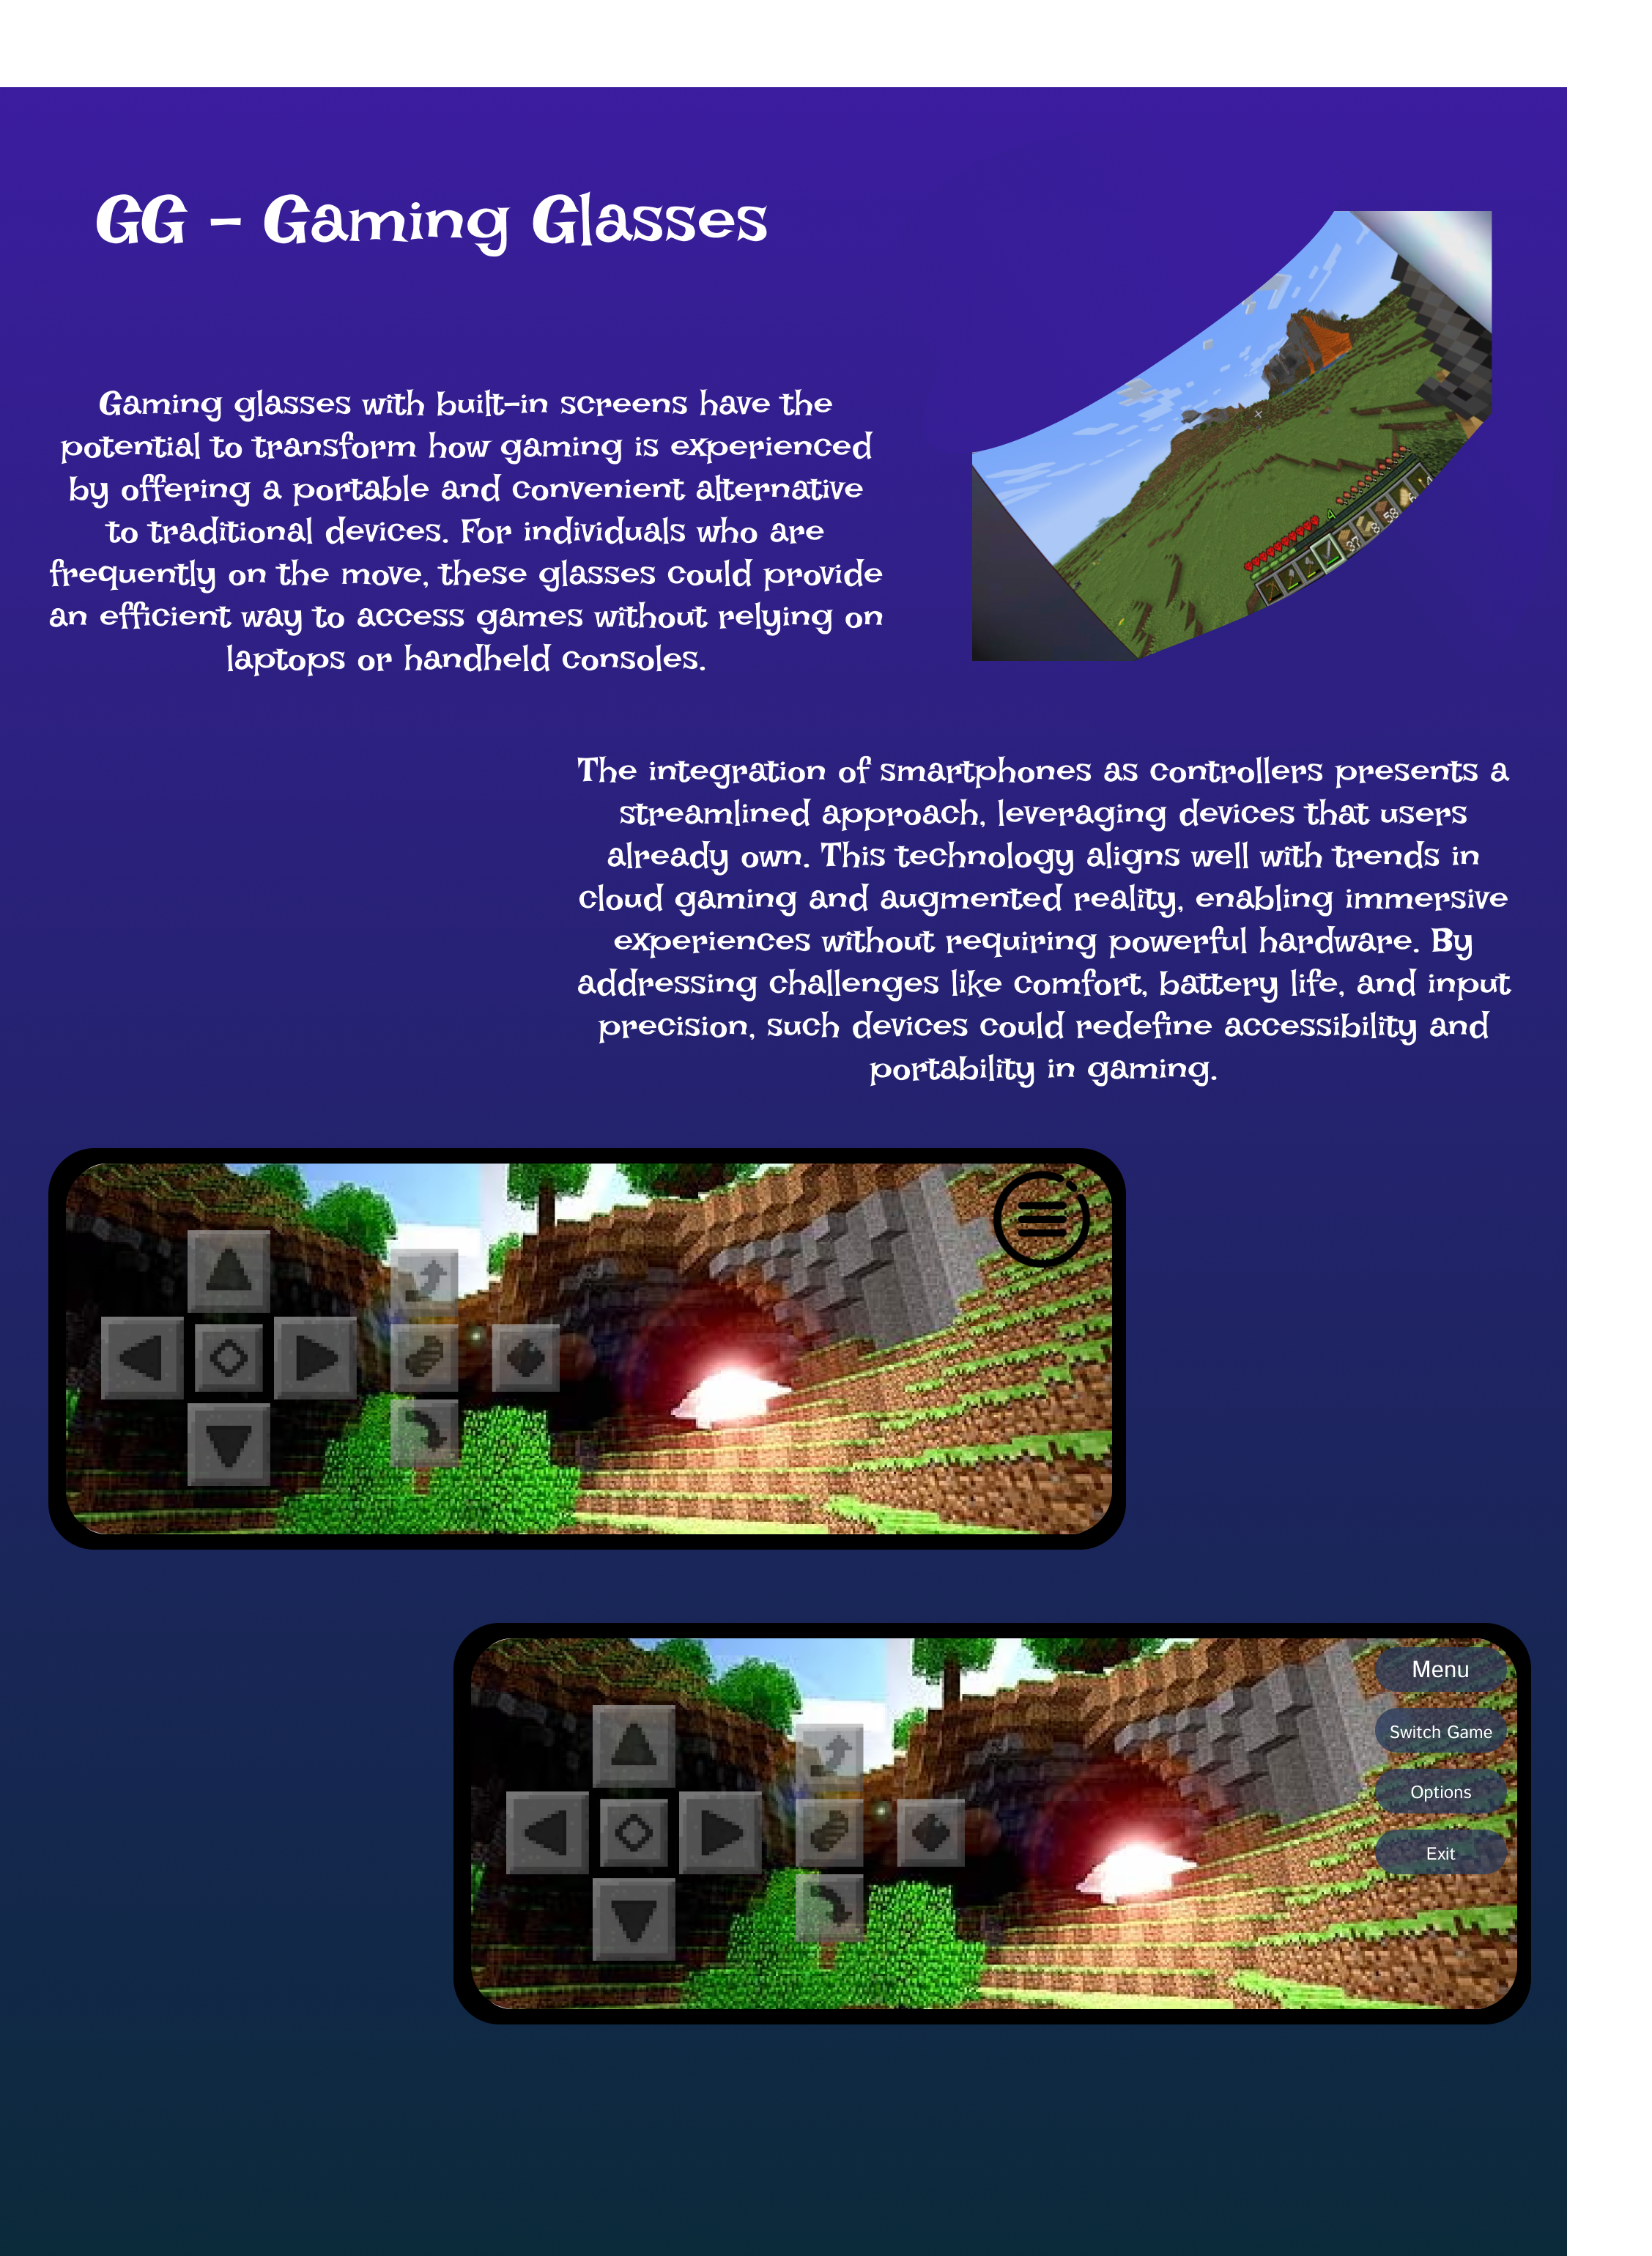 GG - Gaming Glasses
Gaming glasses with built-in screens have the
potential to transform how gaming is experienced
by offering a portable and convenient alternative
to traditional devices. For individuals who are
frequently on the move, these glasses could provide
an efficient way to access games without relying on
laptops or handheld consoles.
4
37
8
58
The integration of smartphones as controllers presents a
streamlined approach, leveraging devices that users
already own. This technology aligns well with trends in
cloud gaming and augmented reality, enabling immersive
experiences without requiring powerful hardware. By
addressing challenges like comfort, battery life, and input
precision, such devices could redefine accessibility and
portability in gaming.
Menu
Switch Game
Options
Exit